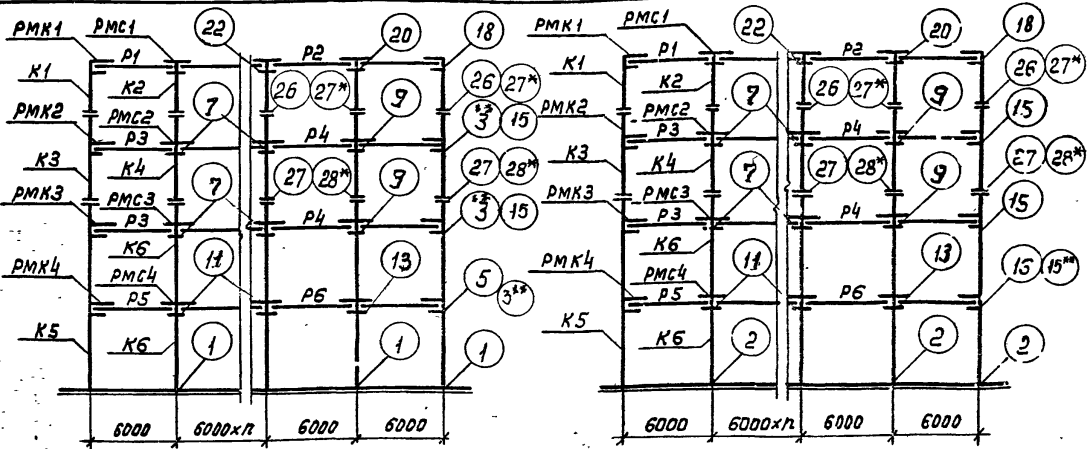 РМК1 РМС1 22 20 18
Р1 Р2
К1 К2 26 27* 26 27*
РМК2 РМС2 7 9 3** 15
Р3 Р4
К3 К4 27 28* 9 27 28*
РМК3 РМС3 7 3** 15
Р3 Р4
К6 11 13
РМК4 РМС4 5 3**
Р5 Р6
К5 К6 1 1 1
6000 6000×n 6000 6000
РМК1 РМС1 22 20 18
Р1 Р2
К1 К2 26 27* 26 27*
РМК2 РМС2 7 9 15
Р3 Р4
К3 К4 27 28* 9 27 28*
РМК3 РМС3 7 15
Р3 Р4
К6 11 13
РМК4 РМС4 15**
Р5 Р6
К5 К6 2 2 2
6000 6000×n 6000 6000